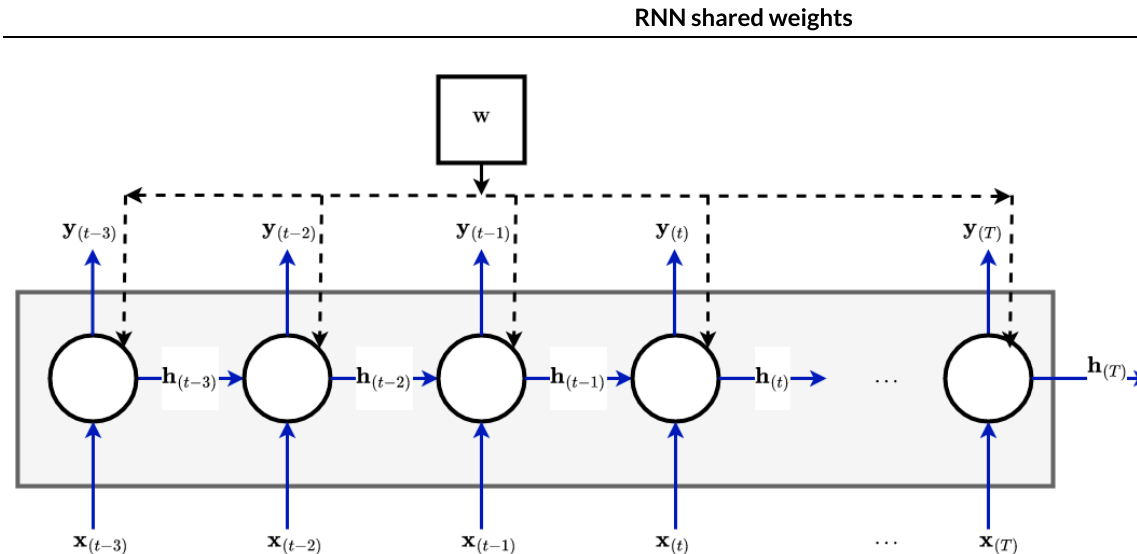 RNN shared weights
w
y(t−3) y(t−2) y(t−1) y(t) y(T)
h(t−3) h(t−2) h(t−1) h(t) … h(T)
x(t−3) x(t−2) x(t−1) x(t) … x(T)